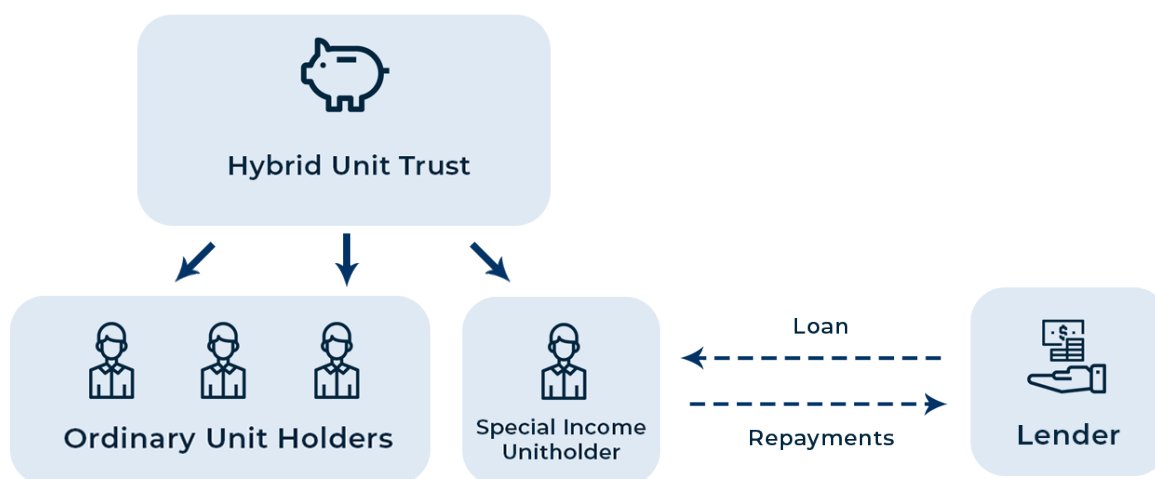 Hybrid Unit Trust
Ordinary Unit Holders
Special Income
Unitholder
Loan
Repayments
$
Lender